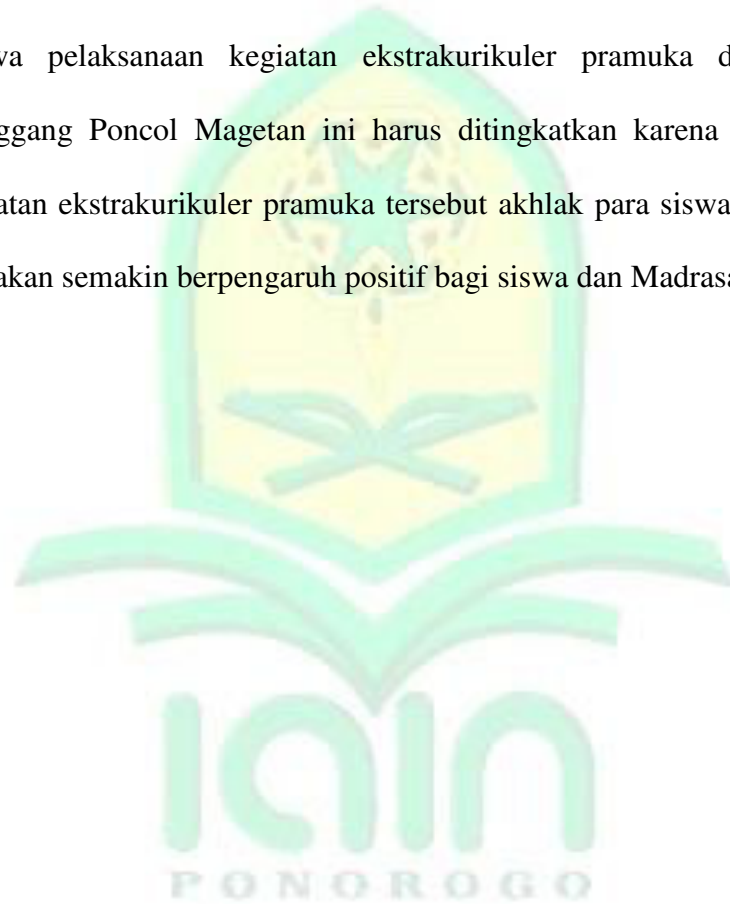 va pelaksanaan kegiatan ekstrakurikuler pramuka d
ggang Poncol Magetan ini harus ditingkatkan karena
atan ekstrakurikuler pramuka tersebut akhlak para siswa
akan semakin berpengaruh positif bagi siswa dan Madrasa
IAIN
PONOROGO